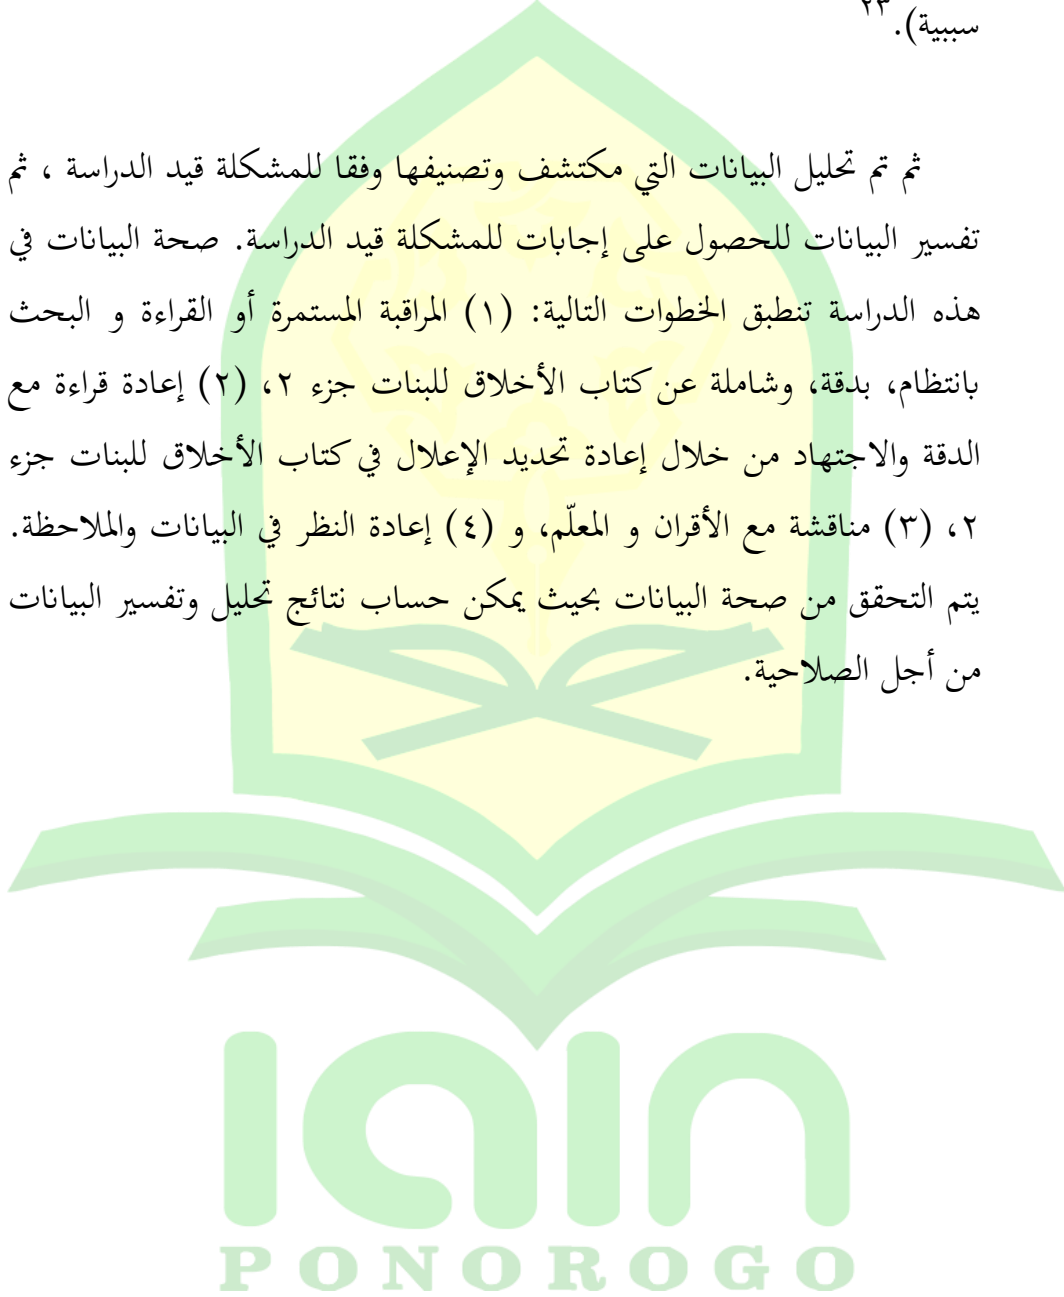 سببية).٢٣
ثم تم تحليل البيانات التي مكتشف وتصنيفها وفقا للمشكلة قيد الدراسة ، ثم
تفسير البيانات للحصول على إجابات للمشكلة قيد الدراسة. صحة البيانات في
هذه الدراسة تنطبق الخطوات التالية: (١) المراقبة المستمرة أو القراءة و البحث
بانتظام، بدقة، وشاملة عن كتاب الأخلاق للبنات جزء ٢، (٢) إعادة قراءة مع
الدقة والاجتهاد من خلال إعادة تحديد الإعلال في كتاب الأخلاق للبنات جزء
٢، (٣) مناقشة مع الأقران و المعلّم، و (٤) إعادة النظر في البيانات والملاحظة.
يتم التحقق من صحة البيانات بحيث يمكن حساب نتائج تحليل وتفسير البيانات
من أجل الصلاحية.
IAIN
PONOROGO